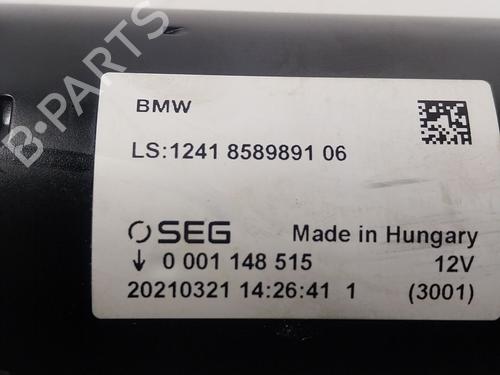 BMW
LS:1241 8589891 06
SEG Made in Hungary
0 001 148 515 12V
20210321 14:26:41 1 (3001)
B-PARTS